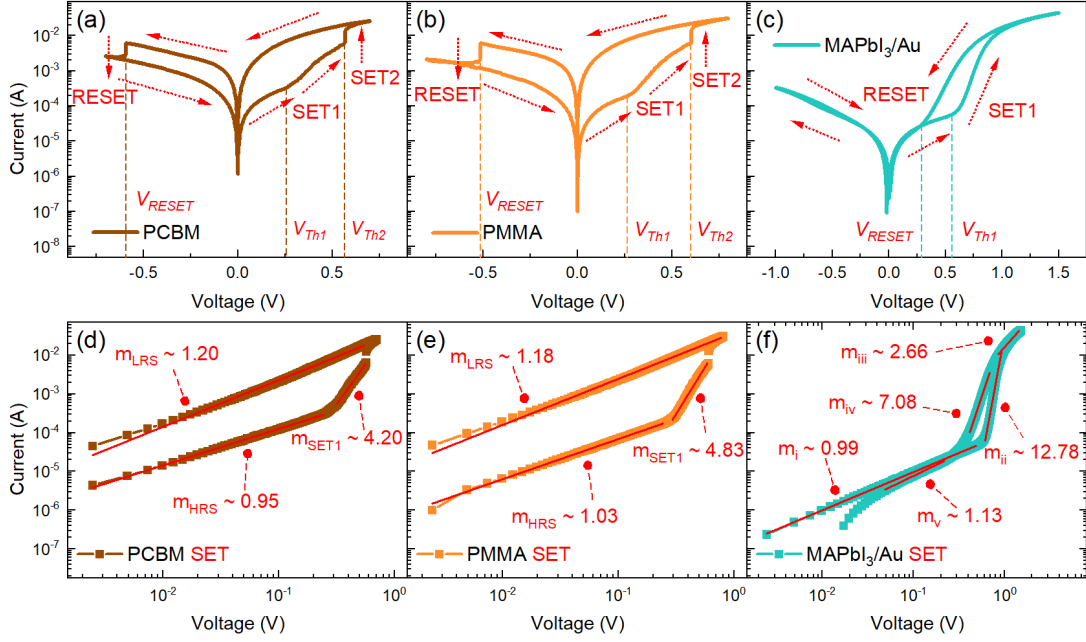 (a)
RESET
SET1
SET2
V_RESET
V_Th1
V_Th2
PCBM
(b)
RESET
SET1
SET2
V_RESET
V_Th1
V_Th2
PMMA
(c)
MAPbI₃/Au
RESET
SET1
V_RESET
V_Th1
Current (A)
10⁻²
10⁻³
10⁻⁴
10⁻⁵
10⁻⁶
10⁻⁷
10⁻⁸
-0.5 0.0 0.5
-0.5 0.0 0.5
-1.0 -0.5 0.0 0.5 1.0 1.5
Voltage (V)
Voltage (V)
Voltage (V)
(d)
m_LRS ~ 1.20
m_SET1 ~ 4.20
m_HRS ~ 0.95
PCBM SET
(e)
m_LRS ~ 1.18
m_SET1 ~ 4.83
m_HRS ~ 1.03
PMMA SET
(f)
m_iii ~ 2.66
m_iv ~ 7.08
m_i ~ 0.99
m_ii ~ 12.78
m_v ~ 1.13
MAPbI₃/Au SET
Current (A)
10⁻²
10⁻³
10⁻⁴
10⁻⁵
10⁻⁶
10⁻⁷
10⁻² 10⁻¹ 10⁰
10⁻² 10⁻¹ 10⁰
10⁻² 10⁻¹ 10⁰
Voltage (V)
Voltage (V)
Voltage (V)